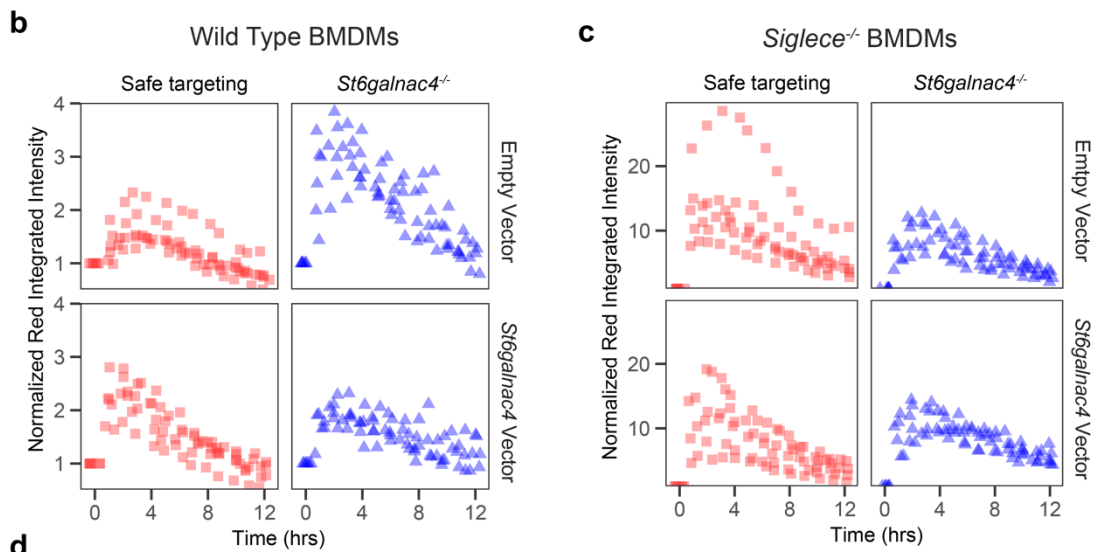 b
Wild Type BMDMs
Safe targeting
St6galnac4-/-
Normalized Red Integrated Intensity
4
3
2
1
Empty Vector
4
3
2
1
St6galnac4 Vector
0 4 8 12
0 4 8 12
Time (hrs)
c
Siglece-/- BMDMs
Safe targeting
St6galnac4-/-
Normalized Red Integrated Intensity
20
10
Emtpy Vector
20
10
St6galnac4 Vector
0 4 8 12
0 4 8 12
Time (hrs)
d